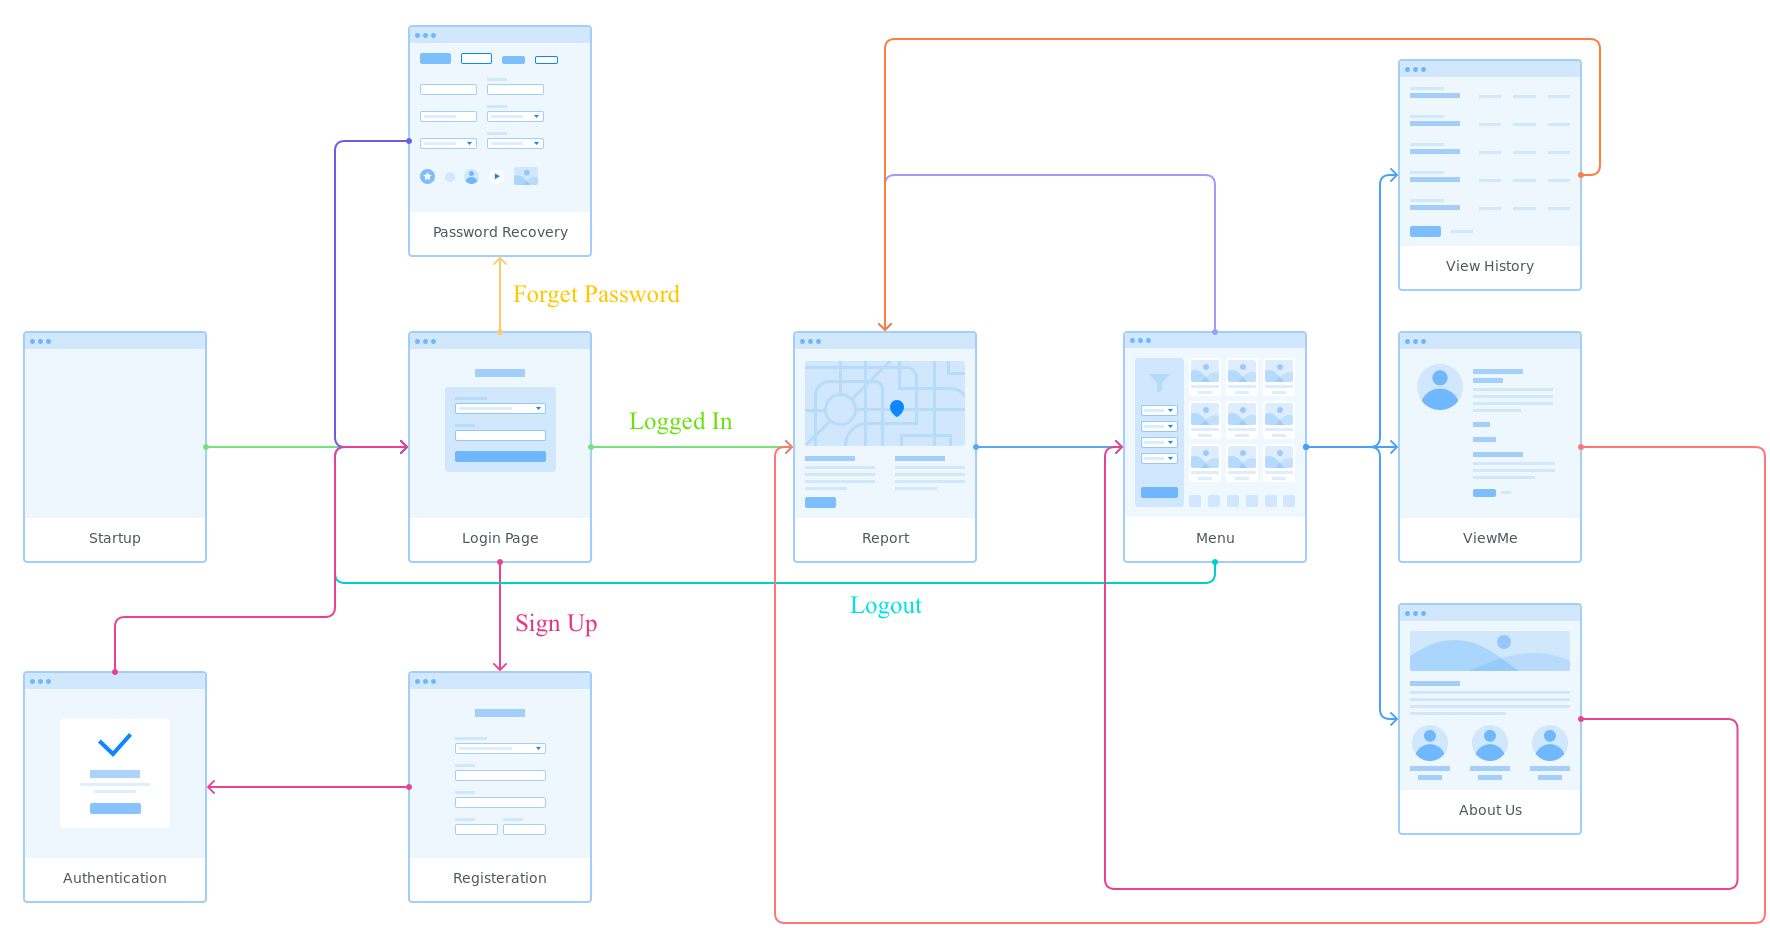 Password Recovery
View History
Forget Password
Logged In
Startup
Login Page
Report
Menu
ViewMe
Logout
Sign Up
About Us
Authentication
Registeration